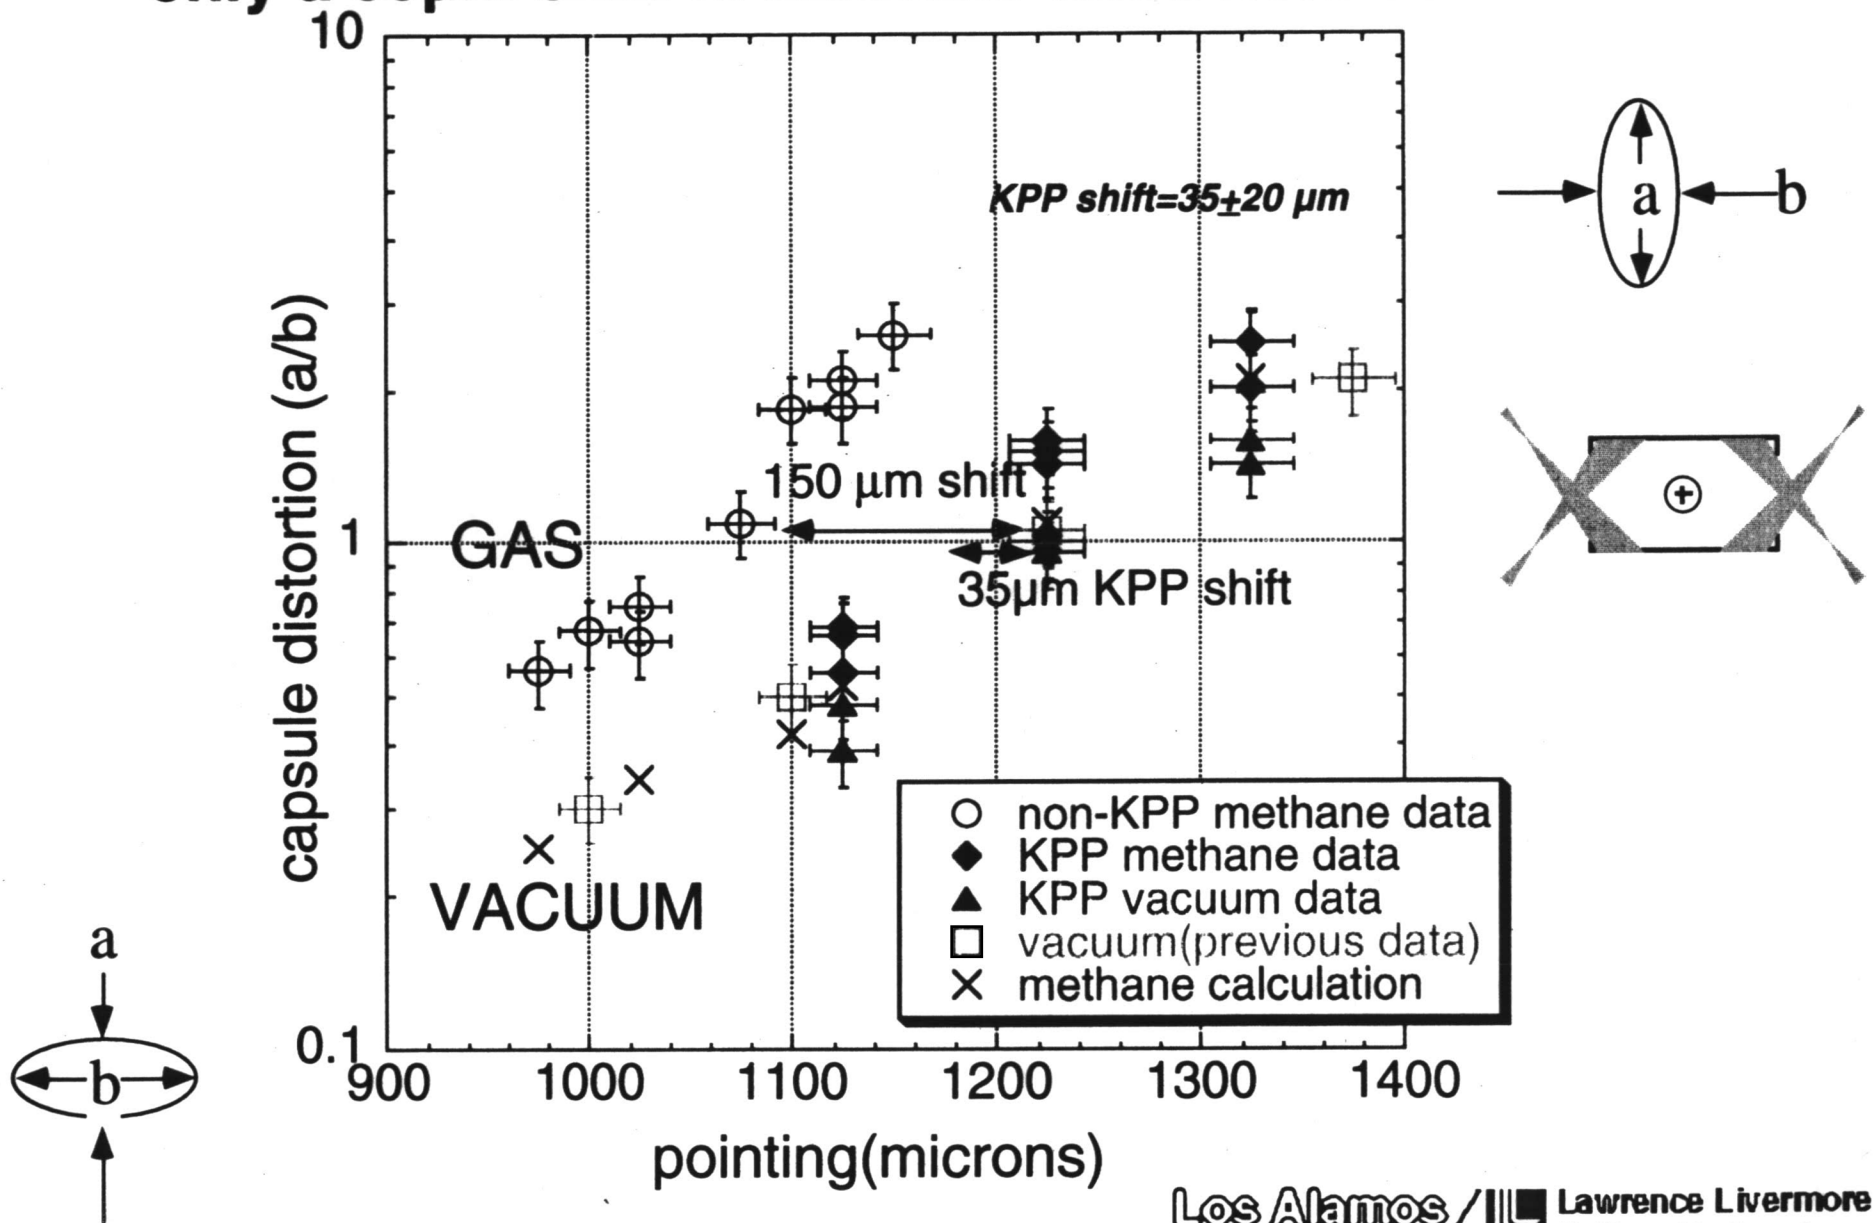 10
KPP shift=35±20 µm
a
b
150 µm shift
1
GAS
35µm KPP shift
capsule distortion (a/b)
non-KPP methane data
KPP methane data
KPP vacuum data
vacuum(previous data)
methane calculation
VACUUM
a
b
0.1
900 1000 1100 1200 1300 1400
pointing(microns)
Los Alamos / Lawrence Livermore